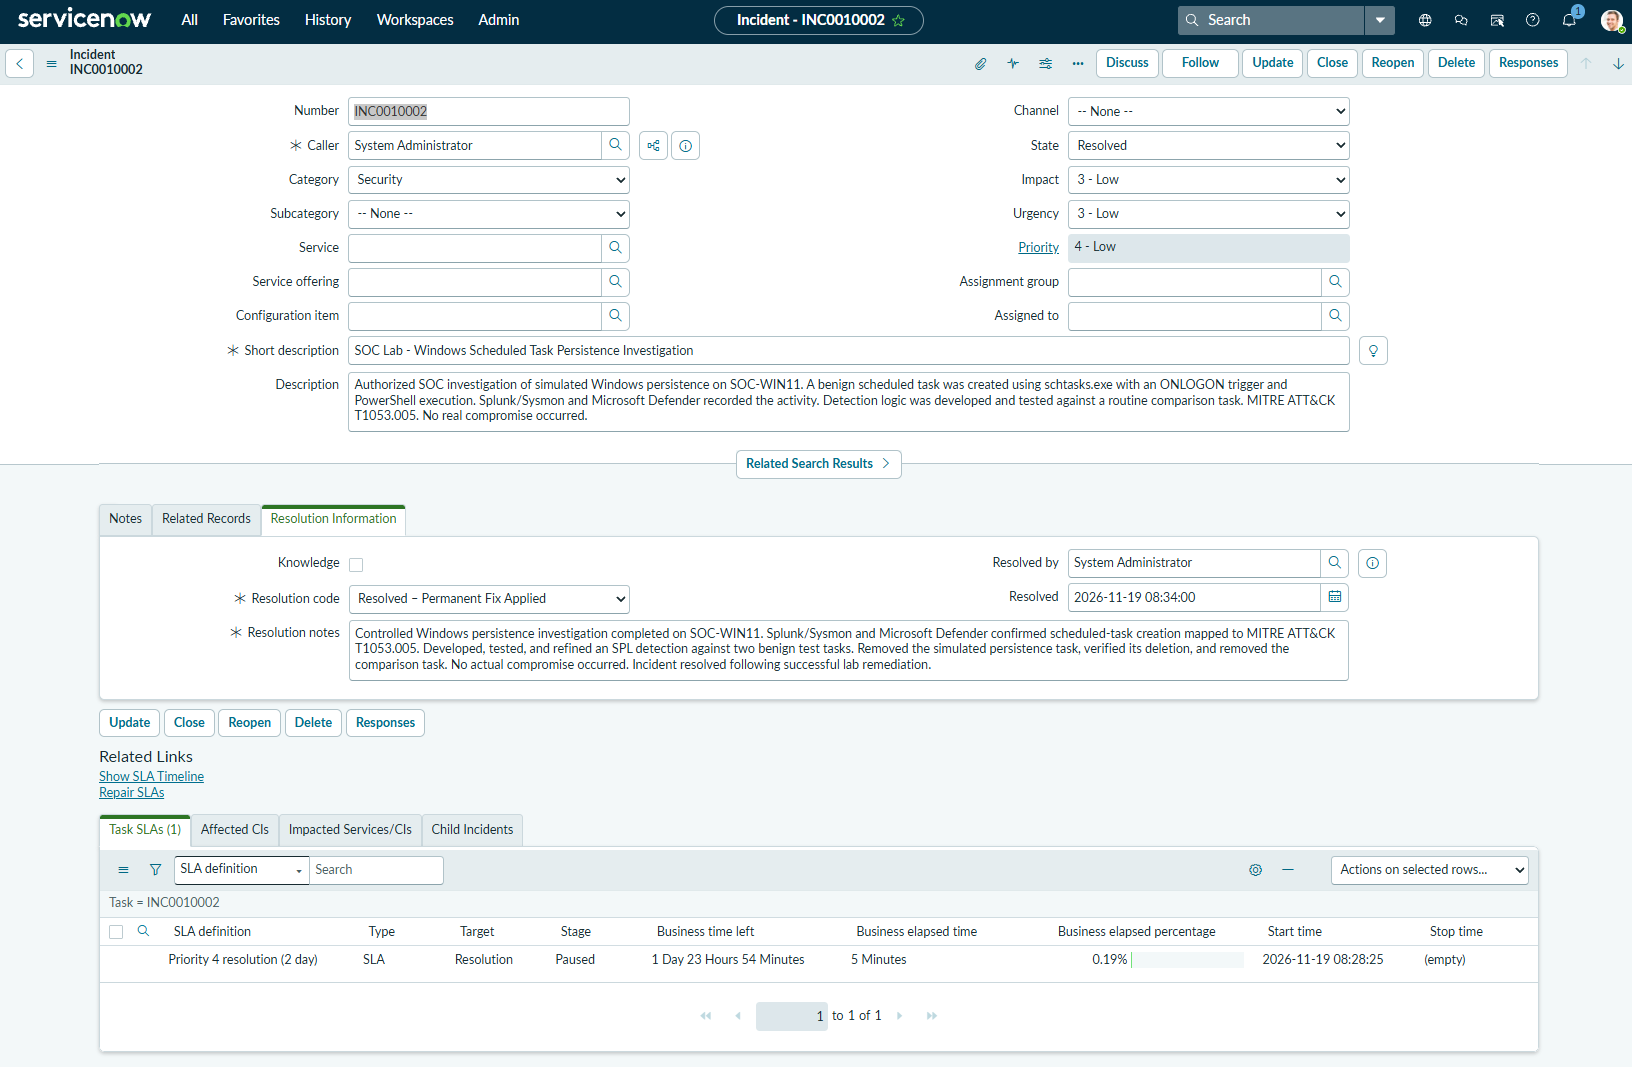 servicenow
All
Favorites
History
Workspaces
Admin
Incident - INC0010002
Search
1
Incident
INC0010002
Discuss
Follow
Update
Close
Reopen
Delete
Responses
Number
INC0010002
Channel
-- None --
Caller
System Administrator
State
Resolved
Category
Security
Impact
3 - Low
Subcategory
-- None --
Urgency
3 - Low
Service
Priority
4 - Low
Service offering
Assignment group
Configuration item
Assigned to
Short description
SOC Lab - Windows Scheduled Task Persistence Investigation
Description
Authorized SOC investigation of simulated Windows persistence on SOC-WIN11. A benign scheduled task was created using schtasks.exe with an ONLOGON trigger and
PowerShell execution. Splunk/Sysmon and Microsoft Defender recorded the activity. Detection logic was developed and tested against a routine comparison task. MITRE ATT&CK
T1053.005. No real compromise occurred.
Related Search Results
Notes
Related Records
Resolution Information
Knowledge
Resolved by
System Administrator
Resolution code
Resolved – Permanent Fix Applied
Resolved
2026-11-19 08:34:00
Resolution notes
Controlled Windows persistence investigation completed on SOC-WIN11. Splunk/Sysmon and Microsoft Defender confirmed scheduled-task creation mapped to MITRE ATT&CK
T1053.005. Developed, tested, and refined an SPL detection against two benign test tasks. Removed the simulated persistence task, verified its deletion, and removed the
comparison task. No actual compromise occurred. Incident resolved following successful lab remediation.
Update
Close
Reopen
Delete
Responses
Related Links
Show SLA Timeline
Repair SLAs
Task SLAs (1)
Affected CIs
Impacted Services/CIs
Child Incidents
SLA definition
Search
Actions on selected rows...
Task = INC0010002
SLA definition
Type
Target
Stage
Business time left
Business elapsed time
Business elapsed percentage
Start time
Stop time
Priority 4 resolution (2 day)
SLA
Resolution
Paused
1 Day 23 Hours 54 Minutes
5 Minutes
0.19%
2026-11-19 08:28:25
(empty)
1 to 1 of 1